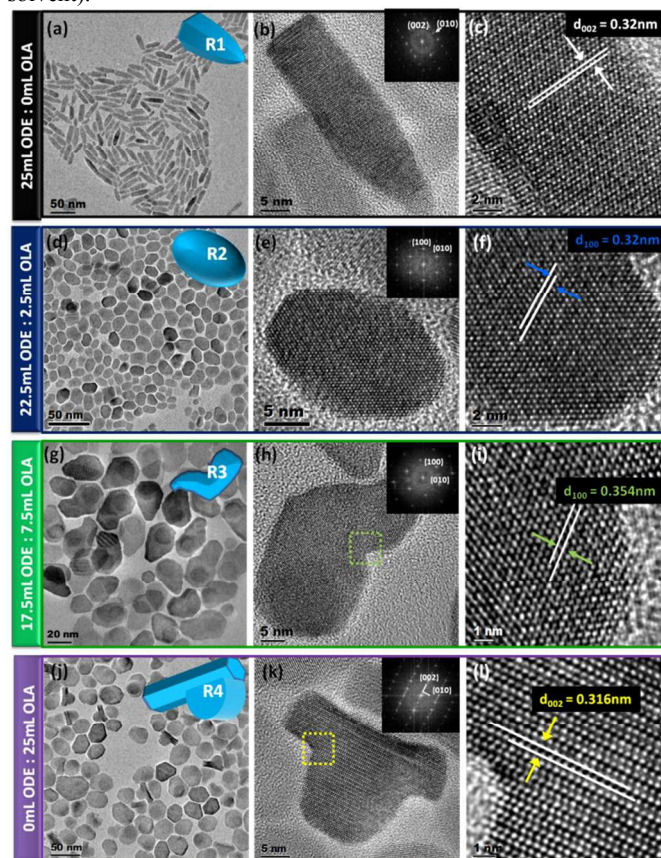 solvent).
25mL ODE : 0mL OLA
(a)
R1
50 nm
(b)
(002)
(010)
5 nm
(c)
d002 = 0.32nm
2 nm
22.5mL ODE : 2.5mL OLA
(d)
R2
50 nm
(e)
[100]
(010)
5 nm
(f)
d100 = 0.32nm
2 nm
17.5mL ODE : 7.5mL OLA
(g)
R3
20 nm
(h)
[100]
(010)
5 nm
(i)
d100 = 0.354nm
1 nm
0mL ODE : 25mL OLA
(j)
R4
50 nm
(k)
(002)
(010)
5 nm
(l)
d002 = 0.316nm
1 nm